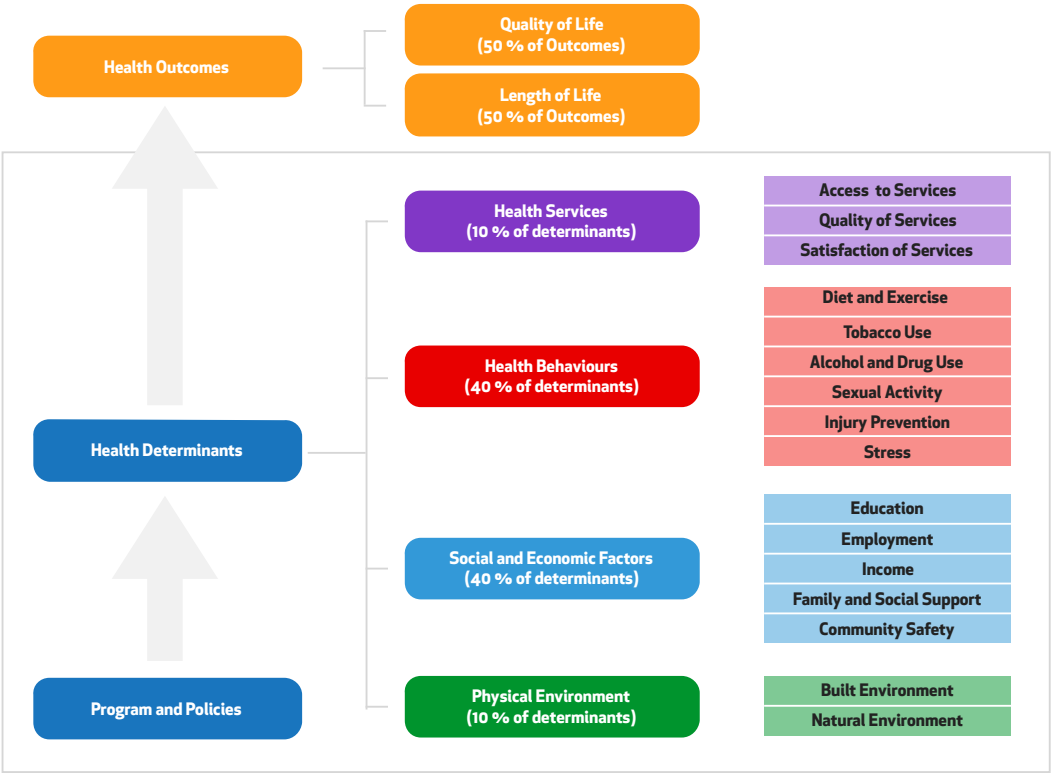 Health Outcomes
Quality of Life
(50 % of Outcomes)
Length of Life
(50 % of Outcomes)
Health Services
(10 % of determinants)
Access to Services
Quality of Services
Satisfaction of Services
Health Behaviours
(40 % of determinants)
Diet and Exercise
Tobacco Use
Alcohol and Drug Use
Sexual Activity
Injury Prevention
Stress
Health Determinants
Social and Economic Factors
(40 % of determinants)
Education
Employment
Income
Family and Social Support
Community Safety
Program and Policies
Physical Environment
(10 % of determinants)
Built Environment
Natural Environment